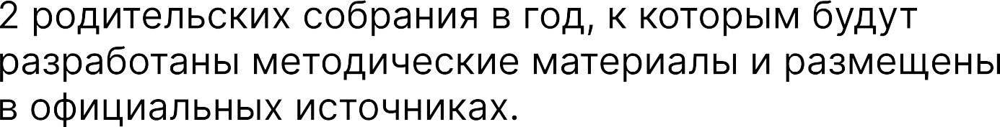 2 родительских собрания в год, к которым будут
разработаны методические материалы и размещены
в официальных источниках.